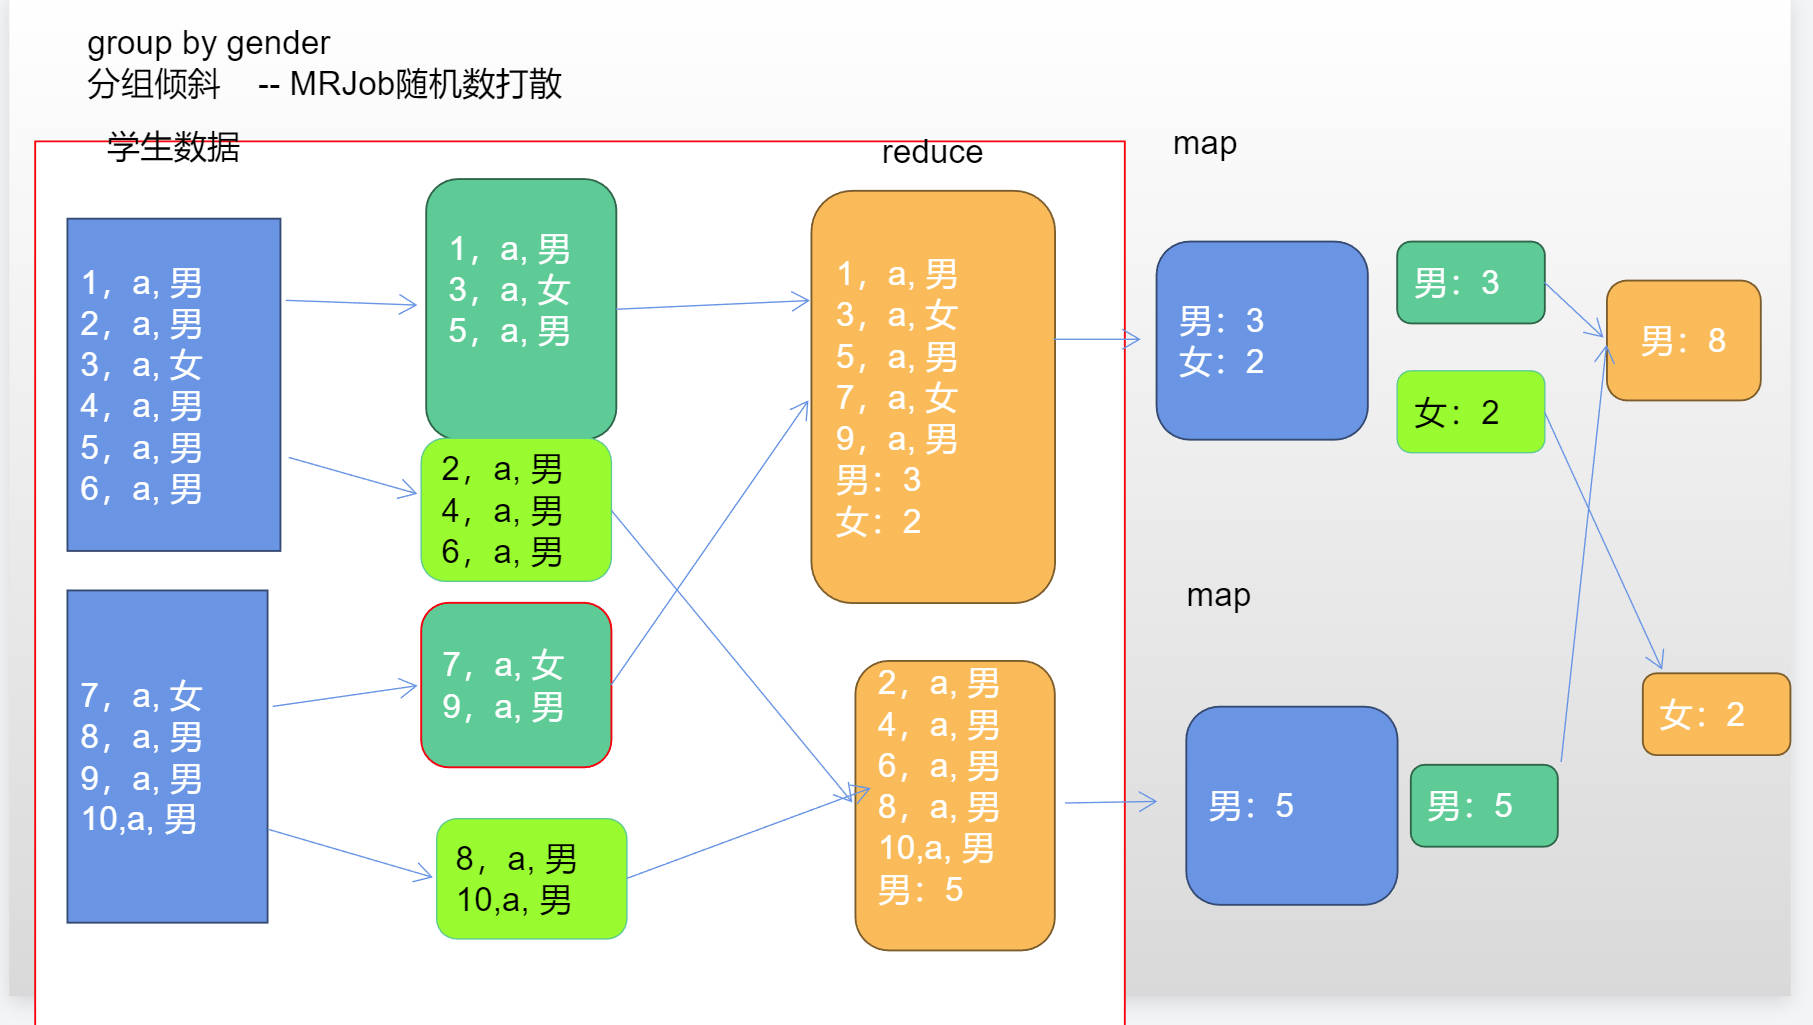 group by gender
分组倾斜 -- MRJob随机数打散
学生数据
reduce
map
1，a, 男
2，a, 男
3，a, 女
4，a, 男
5，a, 男
6，a, 男
1，a, 男
3，a, 女
5，a, 男
2，a, 男
4，a, 男
6，a, 男
1，a, 男
3，a, 女
5，a, 男
7，a, 女
9，a, 男
男：3
女：2
男：3
女：2
男：3
女：2
男：8
map
7，a, 女
8，a, 男
9，a, 男
10,a, 男
7，a, 女
9，a, 男
8，a, 男
10,a, 男
2，a, 男
4，a, 男
6，a, 男
8，a, 男
10,a, 男
男：5
男：5
男：5
女：2